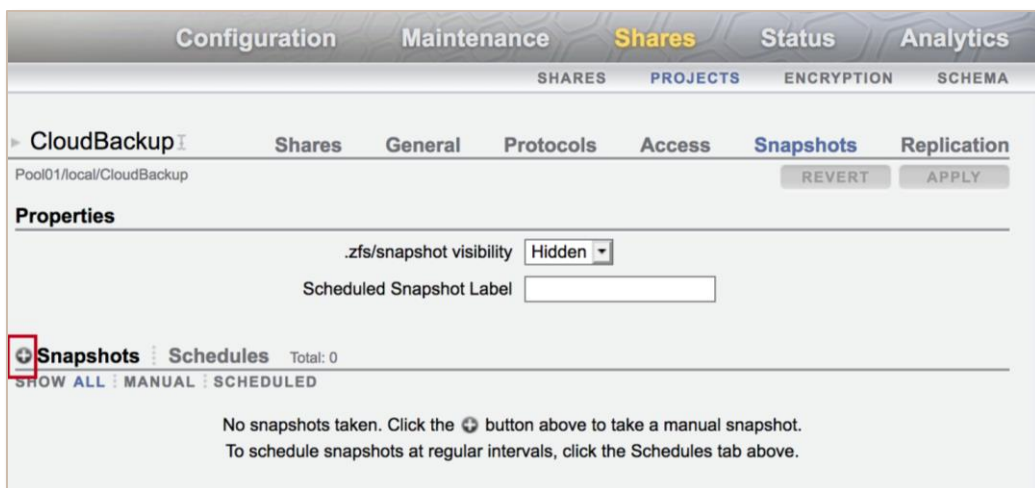 Configuration Maintenance Shares Status Analytics
SHARES PROJECTS ENCRYPTION SCHEMA
CloudBackup Shares General Protocols Access Snapshots Replication
Pool01/local/CloudBackup REVERT APPLY
Properties
.zfs/snapshot visibility Hidden
Scheduled Snapshot Label
Snapshots Schedules Total: 0
SHOW ALL MANUAL SCHEDULED
No snapshots taken. Click the button above to take a manual snapshot.
To schedule snapshots at regular intervals, click the Schedules tab above.